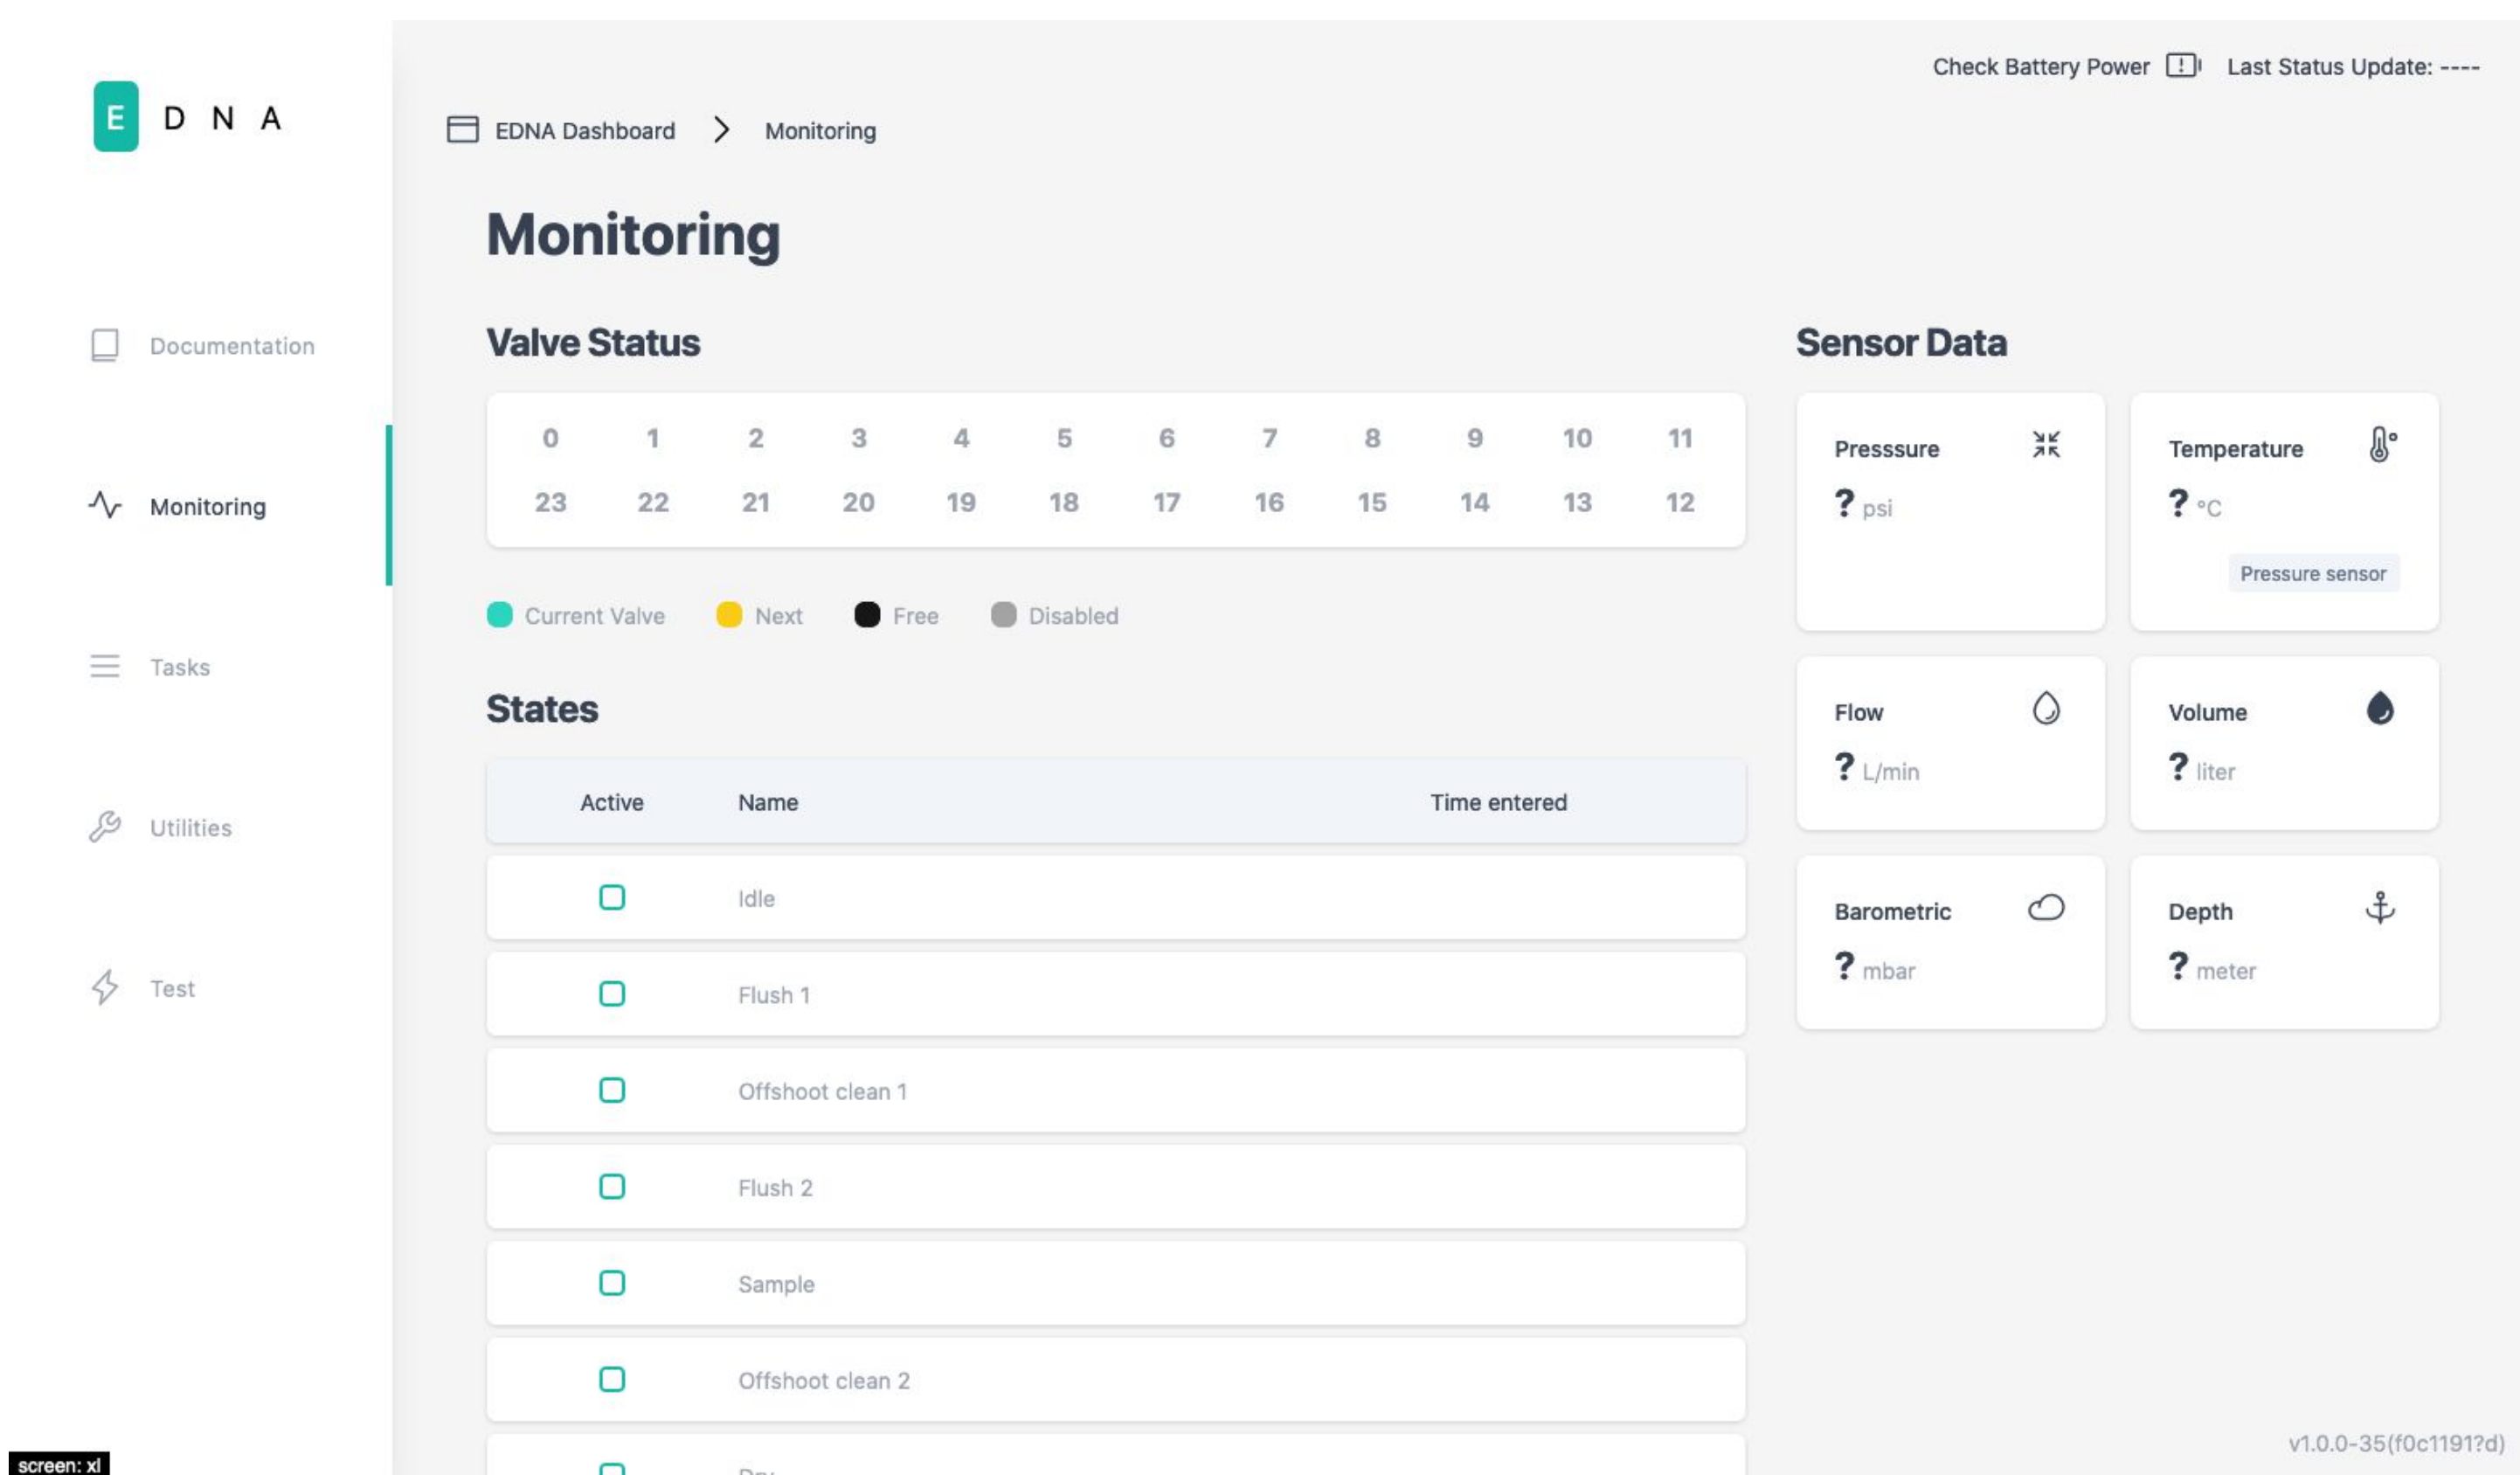 Check Battery Power Last Status Update: ----
E D N A
EDNA Dashboard Monitoring
Monitoring
Documentation
Monitoring
Tasks
Utilities
Test
Valve Status
0 1 2 3 4 5 6 7 8 9 10 11
23 22 21 20 19 18 17 16 15 14 13 12
Current Valve Next Free Disabled
States
Active Name Time entered
Idle
Flush 1
Offshoot clean 1
Flush 2
Sample
Offshoot clean 2
Sensor Data
Presssure
? psi
Temperature
? °C
Pressure sensor
Flow
? L/min
Volume
? liter
Barometric
? mbar
Depth
? meter
v1.0.0-35(f0c1191?d)
screen: xl